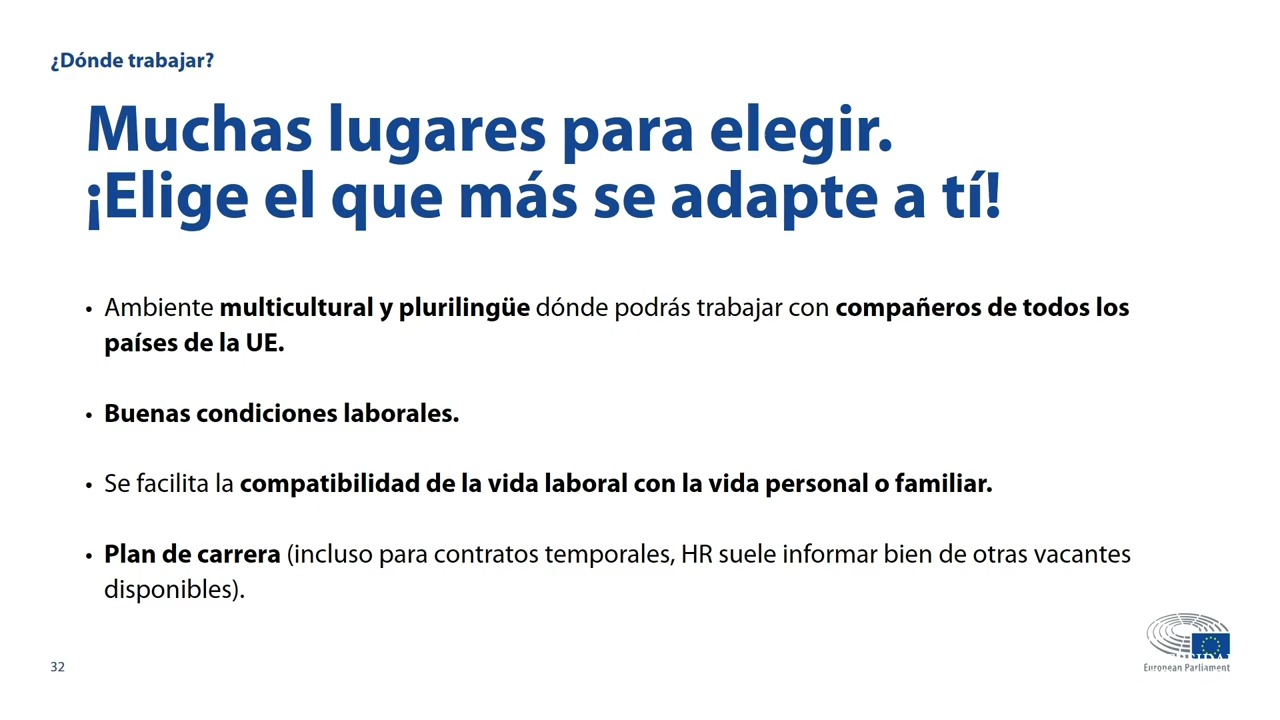 ¿Dónde trabajar?
Muchas lugares para elegir.
¡Elige el que más se adapte a tí!
• Ambiente multicultural y plurilingüe dónde podrás trabajar con compañeros de todos los
países de la UE.
• Buenas condiciones laborales.
• Se facilita la compatibilidad de la vida laboral con la vida personal o familiar.
• Plan de carrera (incluso para contratos temporales, HR suele informar bien de otras vacantes
disponibles).
32
European Parliament